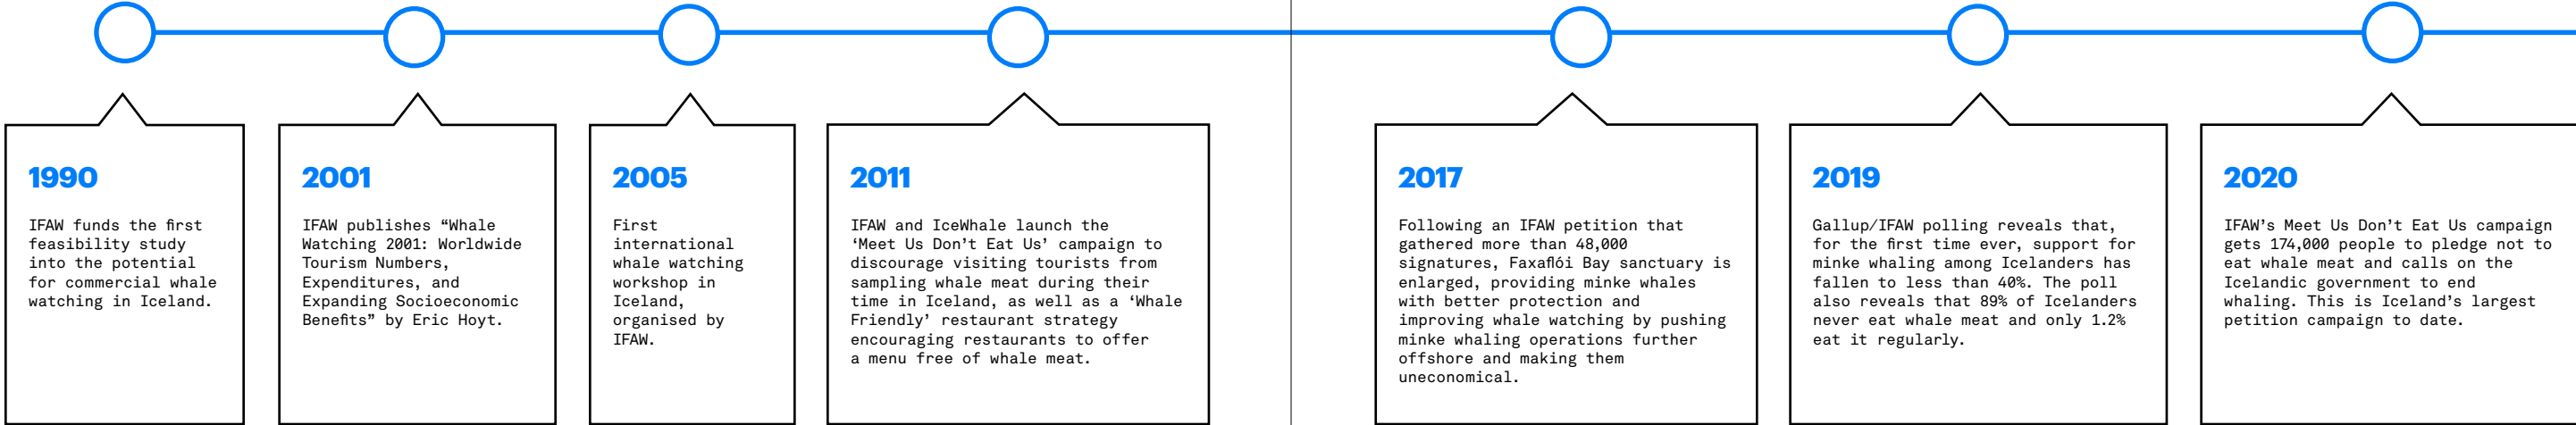 1990
IFAW funds the first
feasibility study
into the potential
for commercial whale
watching in Iceland.
2001
IFAW publishes “Whale
Watching 2001: Worldwide
Tourism Numbers,
Expenditures, and
Expanding Socioeconomic
Benefits” by Eric Hoyt.
2005
First
international
whale watching
workshop in
Iceland,
organised by
IFAW.
2011
IFAW and IceWhale launch the
‘Meet Us Don’t Eat Us’ campaign to
discourage visiting tourists from
sampling whale meat during their
time in Iceland, as well as a ‘Whale
Friendly’ restaurant strategy
encouraging restaurants to offer
a menu free of whale meat.
2017
Following an IFAW petition that
gathered more than 48,000
signatures, Faxaflói Bay sanctuary is
enlarged, providing minke whales
with better protection and
improving whale watching by pushing
minke whaling operations further
offshore and making them
uneconomical.
2019
Gallup/IFAW polling reveals that,
for the first time ever, support for
minke whaling among Icelanders has
fallen to less than 40%. The poll
also reveals that 89% of Icelanders
never eat whale meat and only 1.2%
eat it regularly.
2020
IFAW’s Meet Us Don’t Eat Us campaign
gets 174,000 people to pledge not to
eat whale meat and calls on the
Icelandic government to end
whaling. This is Iceland’s largest
petition campaign to date.